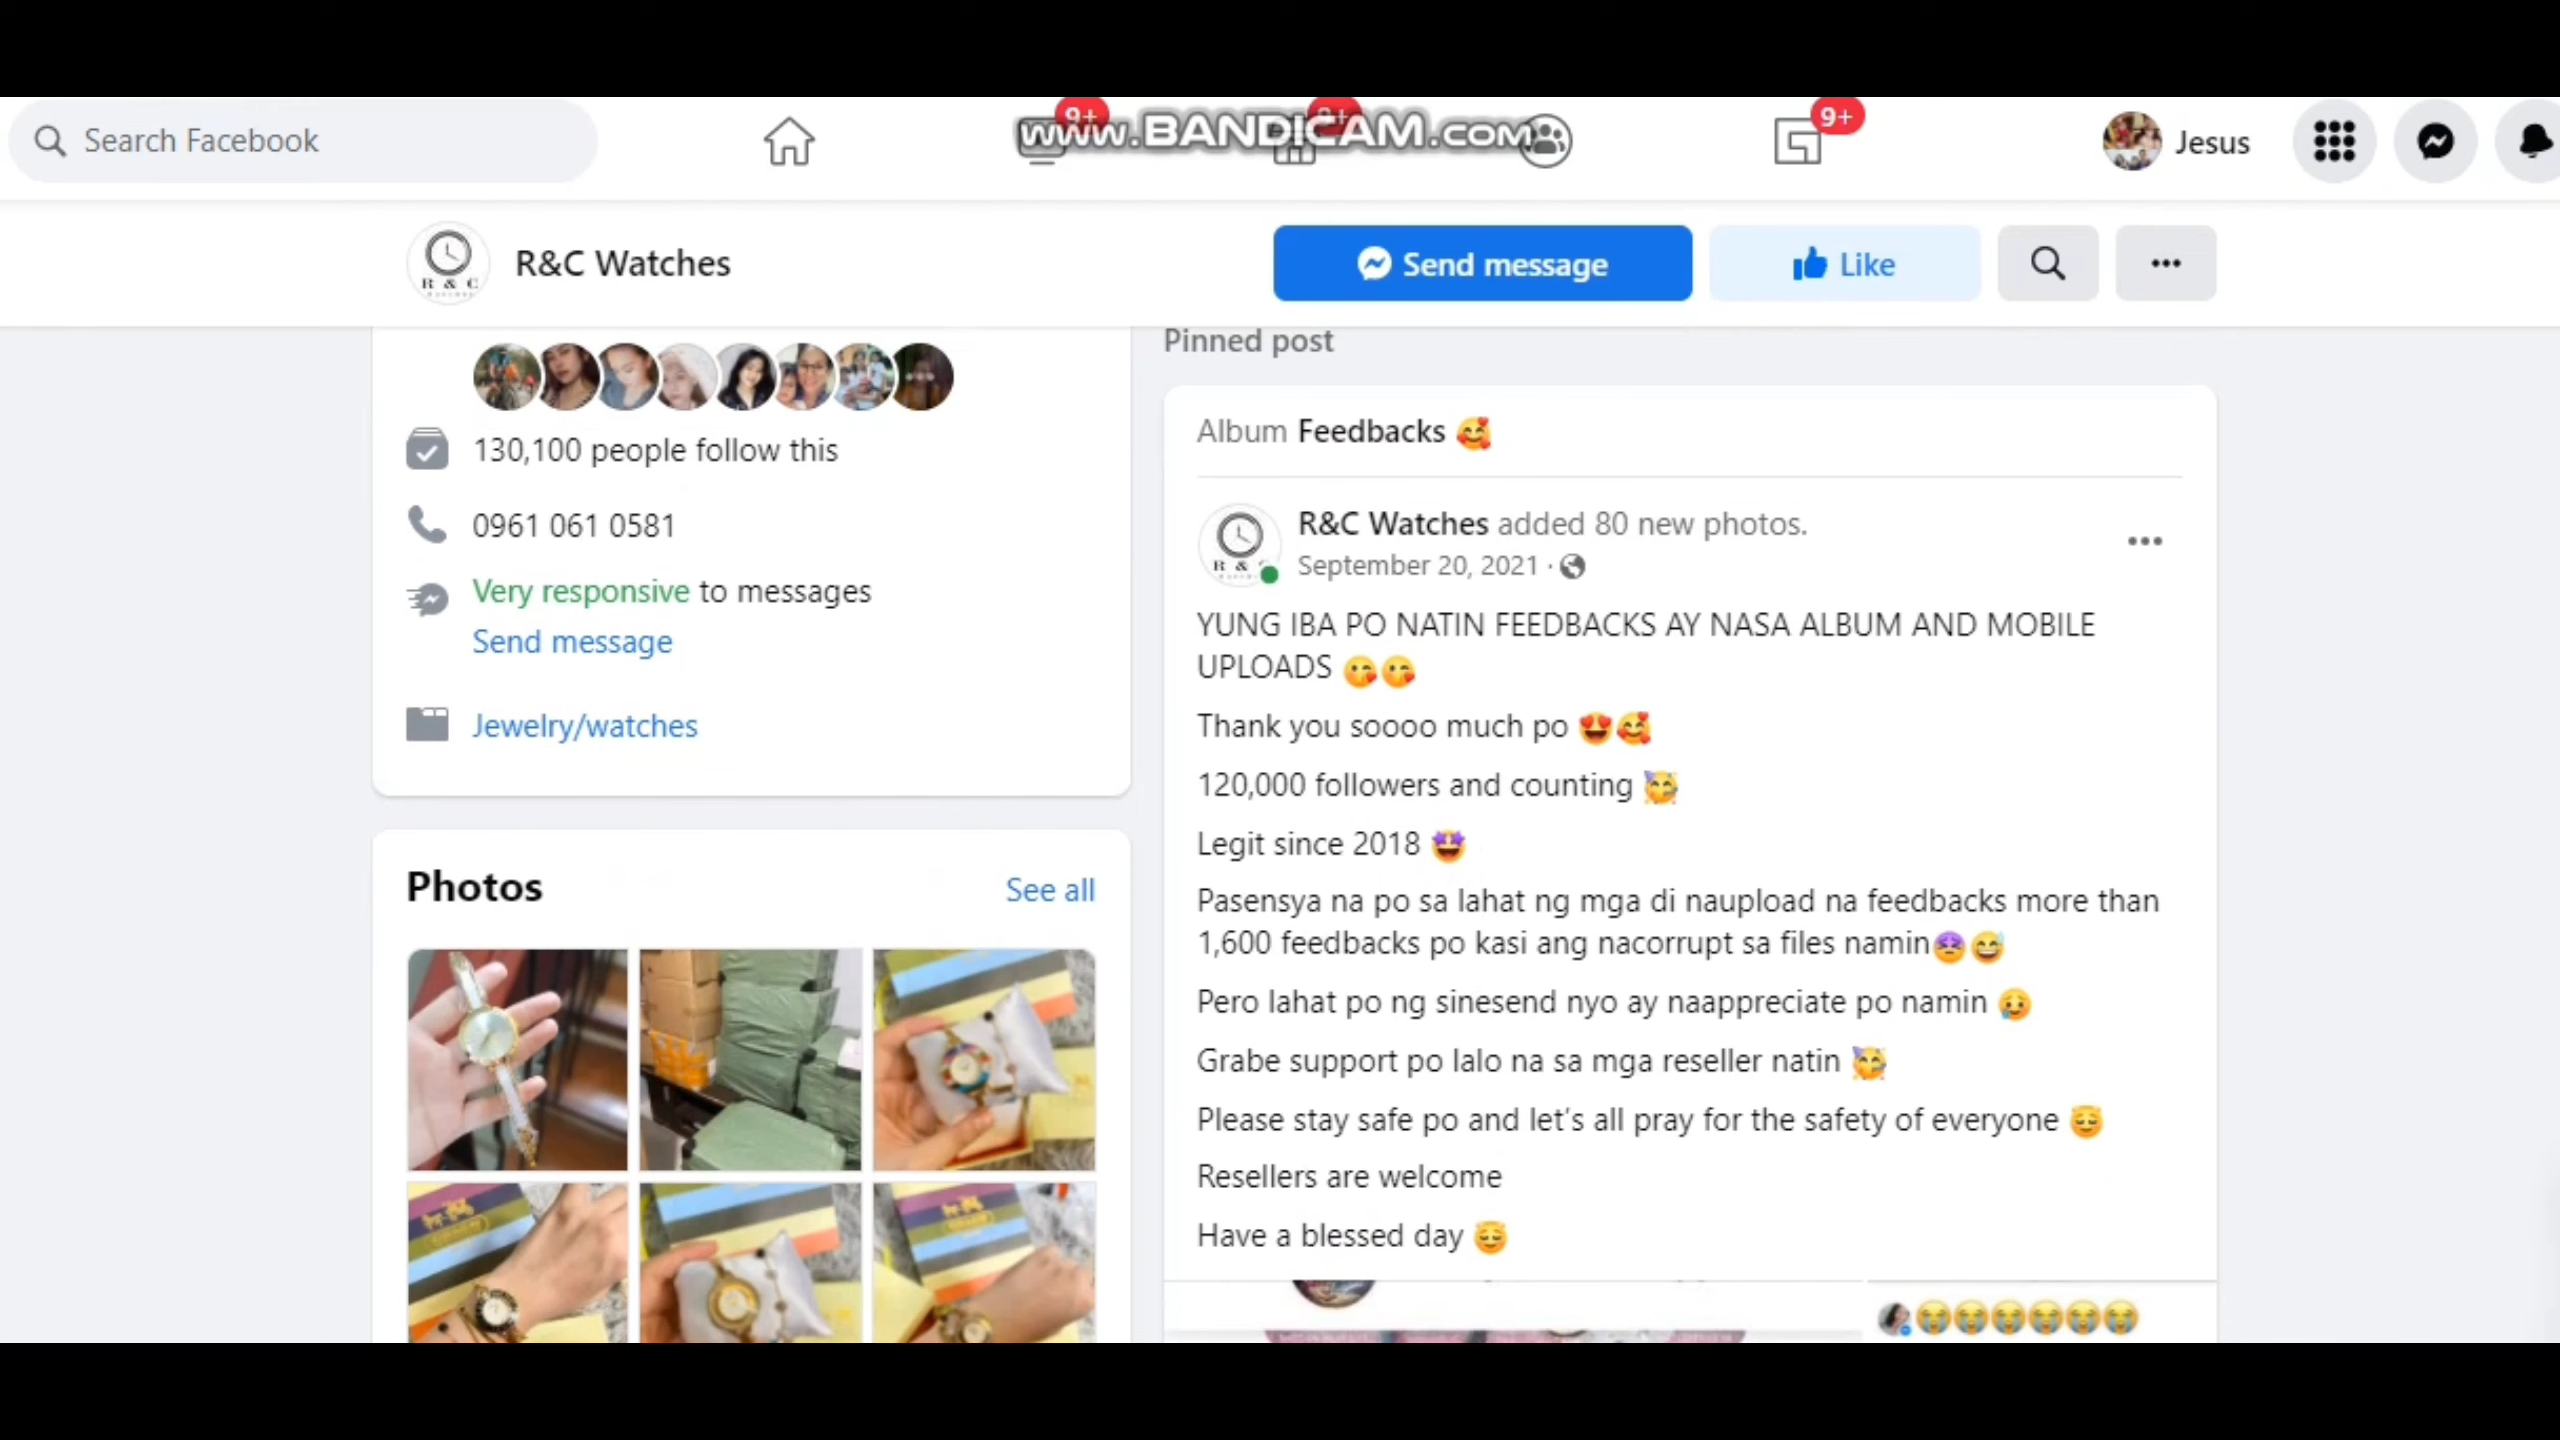 www.BANDICAM.com
Search Facebook
9+
9+
Jesus
R & C
R&C Watches
Send message
Like
130,100 people follow this
0961 061 0581
Very responsive to messages
Send message
Jewelry/watches
Photos
See all
Pinned post
Album Feedbacks 🥰
R&C Watches added 80 new photos.
R &
September 20, 2021 ·
YUNG IBA PO NATIN FEEDBACKS AY NASA ALBUM AND MOBILE
UPLOADS 😋😋
Thank you soooo much po 😍🥰
120,000 followers and counting 🥳
Legit since 2018 🤩
Pasensya na po sa lahat ng mga di naupload na feedbacks more than
1,600 feedbacks po kasi ang nacorrupt sa files namin😣😅
Pero lahat po ng sinesend nyo ay naappreciate po namin 🥲
Grabe support po lalo na sa mga reseller natin 🥳
Please stay safe po and let's all pray for the safety of everyone 😇
Resellers are welcome
Have a blessed day 😇
😭😭😭😭😭😭